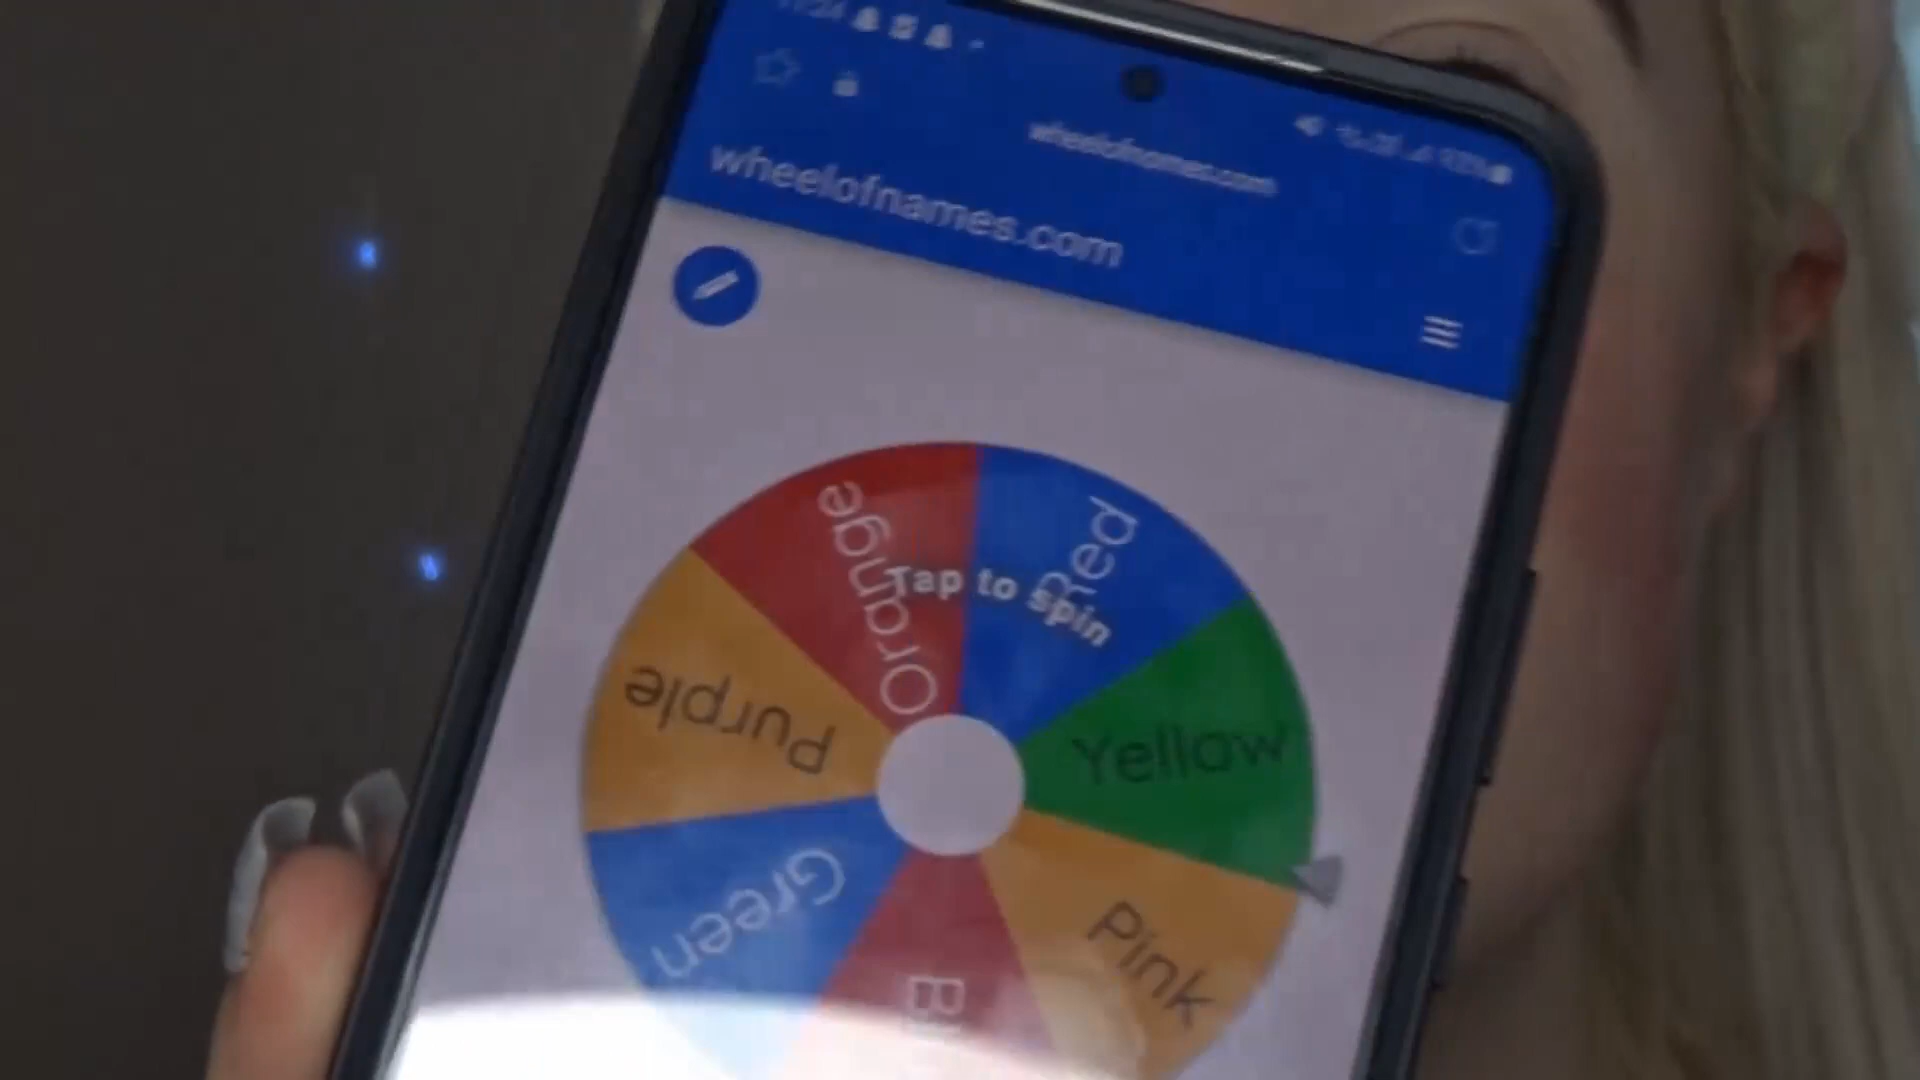 wheelofnames.com
wheelofnames.com
Tap to spin
Red
Yellow
Pink
Green
Purple
Orange